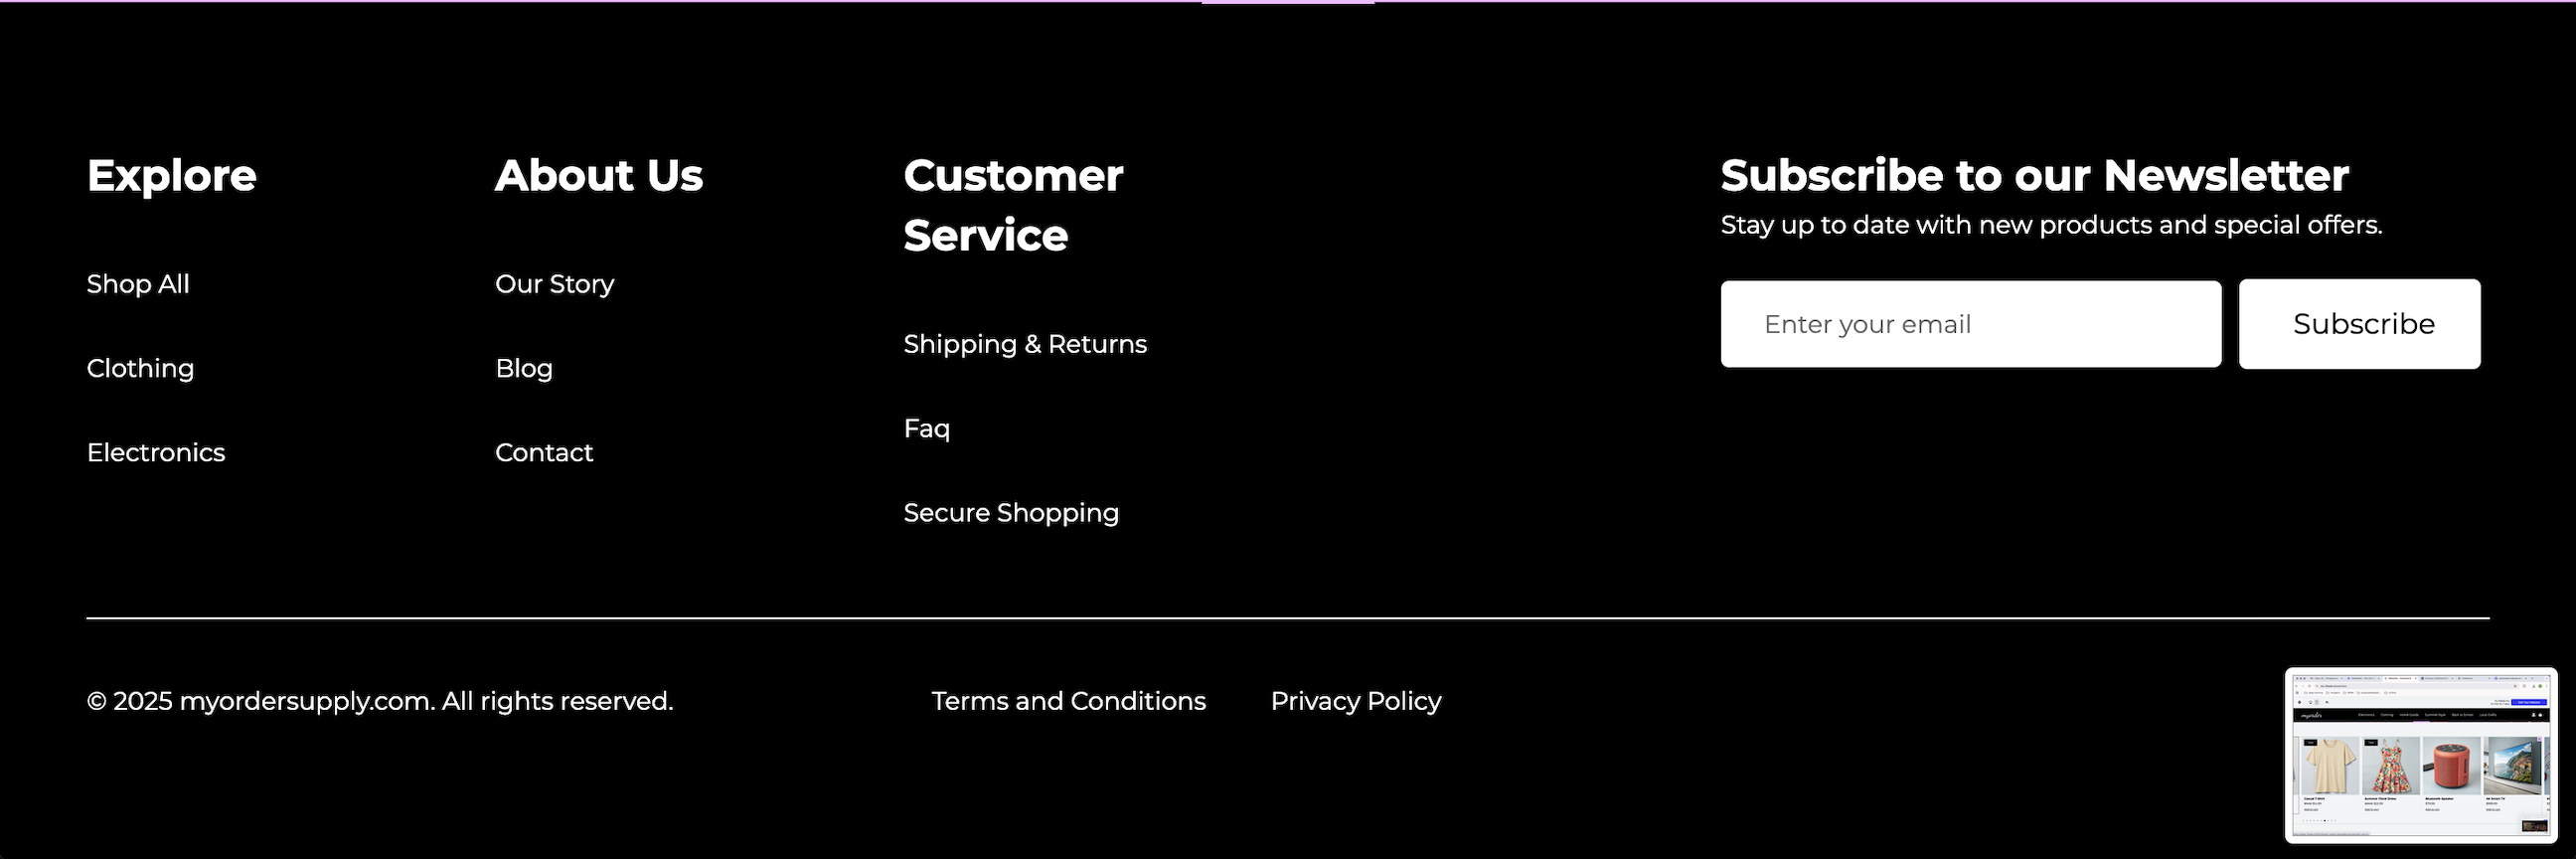 Explore
Shop All
Clothing
Electronics
About Us
Our Story
Blog
Contact
Customer
Service
Shipping & Returns
Faq
Secure Shopping
Subscribe to our Newsletter
Stay up to date with new products and special offers.
Enter your email
Subscribe
© 2025 myordersupply.com. All rights reserved.
Terms and Conditions
Privacy Policy
myorder